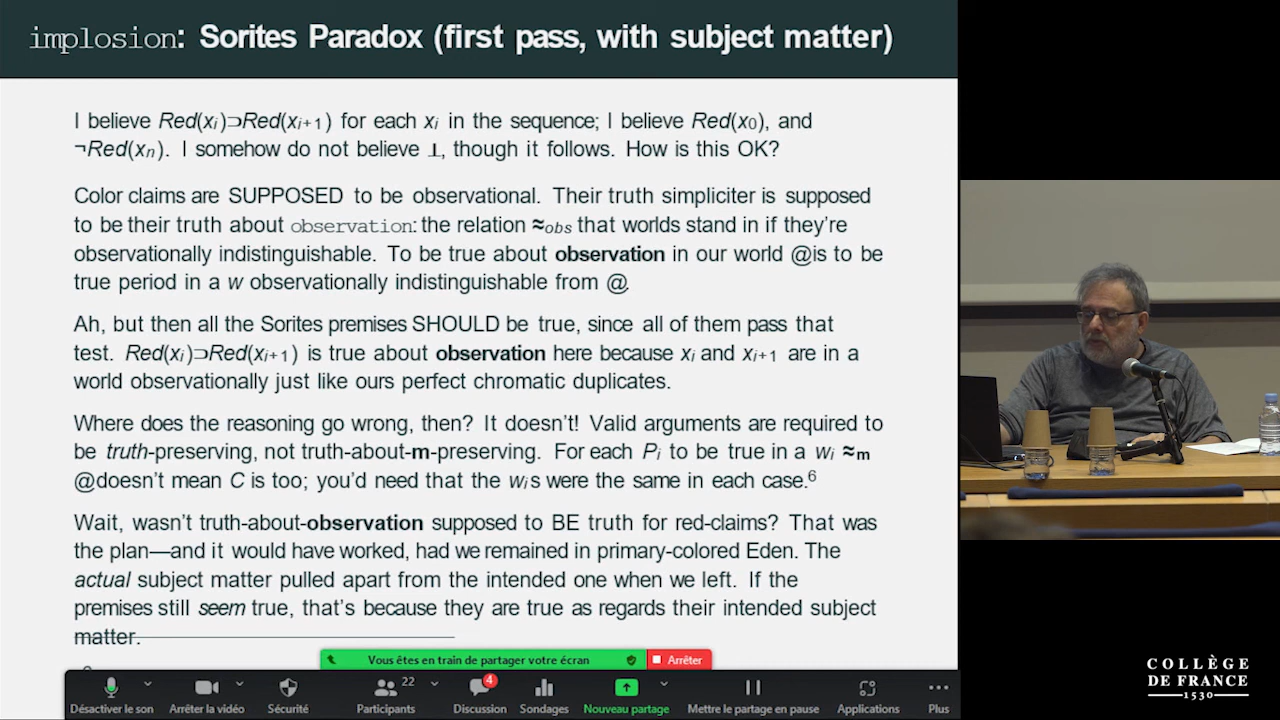 implosion: Sorites Paradox (first pass, with subject matter)
I believe Red(xᵢ)⊃Red(xᵢ₊₁) for each xᵢ in the sequence; I believe Red(x₀), and
¬Red(xₙ). I somehow do not believe ⊥, though it follows. How is this OK?
Color claims are SUPPOSED to be observational. Their truth simpliciter is supposed
to be their truth about observation: the relation ≈obs that worlds stand in if they're
observationally indistinguishable. To be true about observation in our world @is to be
true period in a w observationally indistinguishable from @.
Ah, but then all the Sorites premises SHOULD be true, since all of them pass that
test. Red(xᵢ)⊃Red(xᵢ₊₁) is true about observation here because xᵢ and xᵢ₊₁ are in a
world observationally just like ours perfect chromatic duplicates.
Where does the reasoning go wrong, then? It doesn't! Valid arguments are required to
be truth-preserving, not truth-about-m-preserving. For each Pᵢ to be true in a wᵢ ≈m
@doesn't mean C is too; you'd need that the wᵢs were the same in each case.⁶
Wait, wasn't truth-about-observation supposed to BE truth for red-claims? That was
the plan—and it would have worked, had we remained in primary-colored Eden. The
actual subject matter pulled apart from the intended one when we left. If the
premises still seem true, that's because they are true as regards their intended subject
matter.
Vous êtes en train de partager votre écran
Arrêter
22
4
Désactiver le son
Arrêter la vidéo
Sécurité
Participants
Discussion
Sondages
Nouveau partage
Mettre le partage en pause
Applications
Plus
COLLÈGE
DE FRANCE
1530